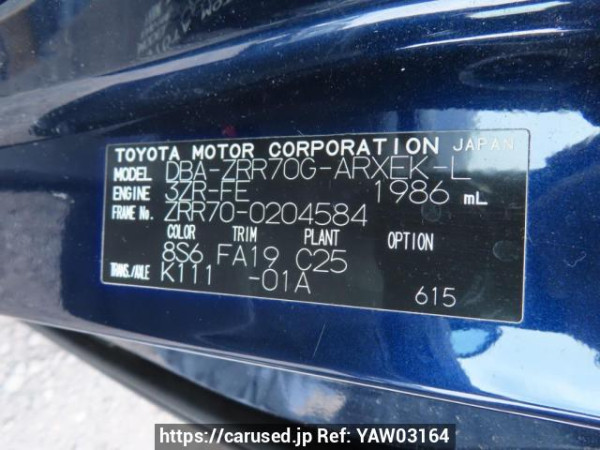 TOYOTA MOTOR CORPORATION JAPAN
MODEL DBA-ZRR70G-ARXEK-L
ENGINE 3ZR-FE 1986 mL
FRAME No. ZRR70-0204584
COLOR TRIM PLANT OPTION
8S6 FA19 C25
TRANS./AXLE K111 -01A
615
https://carused.jp Ref: YAW03164